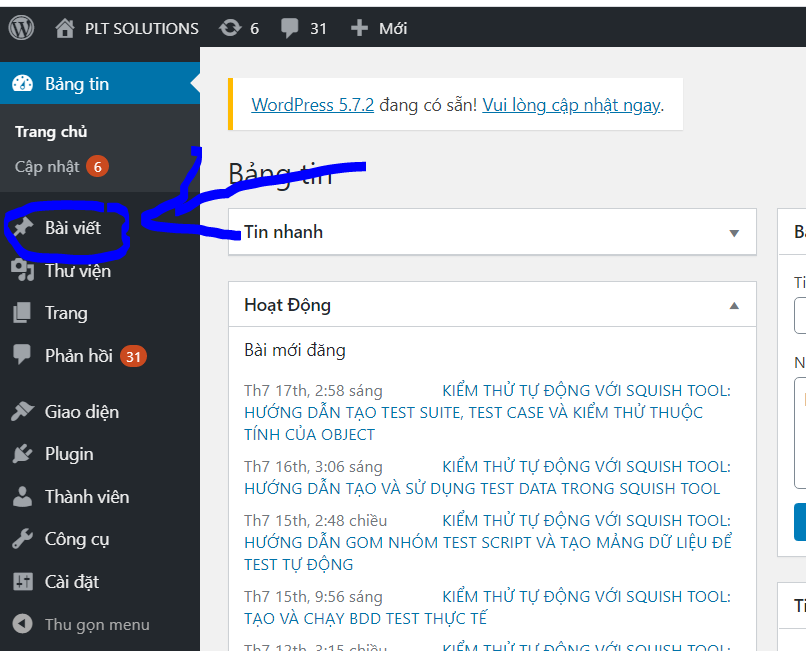 PLT SOLUTIONS 6 31 Mới
Bảng tin
Trang chủ
Cập nhật 6
Bài viết
Thư viện
Trang
Phản hồi 31
Giao diện
Plugin
Thành viên
Công cụ
Cài đặt
Thu gọn menu
WordPress 5.7.2 đang có sẵn! Vui lòng cập nhật ngay.
Bảng tin
Tin nhanh
Hoạt Động
Bài mới đăng
Th7 17th, 2:58 sáng KIỂM THỬ TỰ ĐỘNG VỚI SQUISH TOOL:
HƯỚNG DẪN TẠO TEST SUITE, TEST CASE VÀ KIỂM THỬ THUỘC
TÍNH CỦA OBJECT
Th7 16th, 3:06 sáng KIỂM THỬ TỰ ĐỘNG VỚI SQUISH TOOL:
HƯỚNG DẪN TẠO VÀ SỬ DỤNG TEST DATA TRONG SQUISH TOOL
Th7 15th, 2:48 chiều KIỂM THỬ TỰ ĐỘNG VỚI SQUISH TOOL:
HƯỚNG DẪN GOM NHÓM TEST SCRIPT VÀ TẠO MẢNG DỮ LIỆU ĐỂ
TEST TỰ ĐỘNG
Th7 15th, 9:56 sáng KIỂM THỬ TỰ ĐỘNG VỚI SQUISH TOOL:
TẠO VÀ CHẠY BDD TEST THỰC TẾ
Th7 12th, 3:15 chiều KIỂM THỬ TỰ ĐỘNG VỚI SQUISH TOOL: